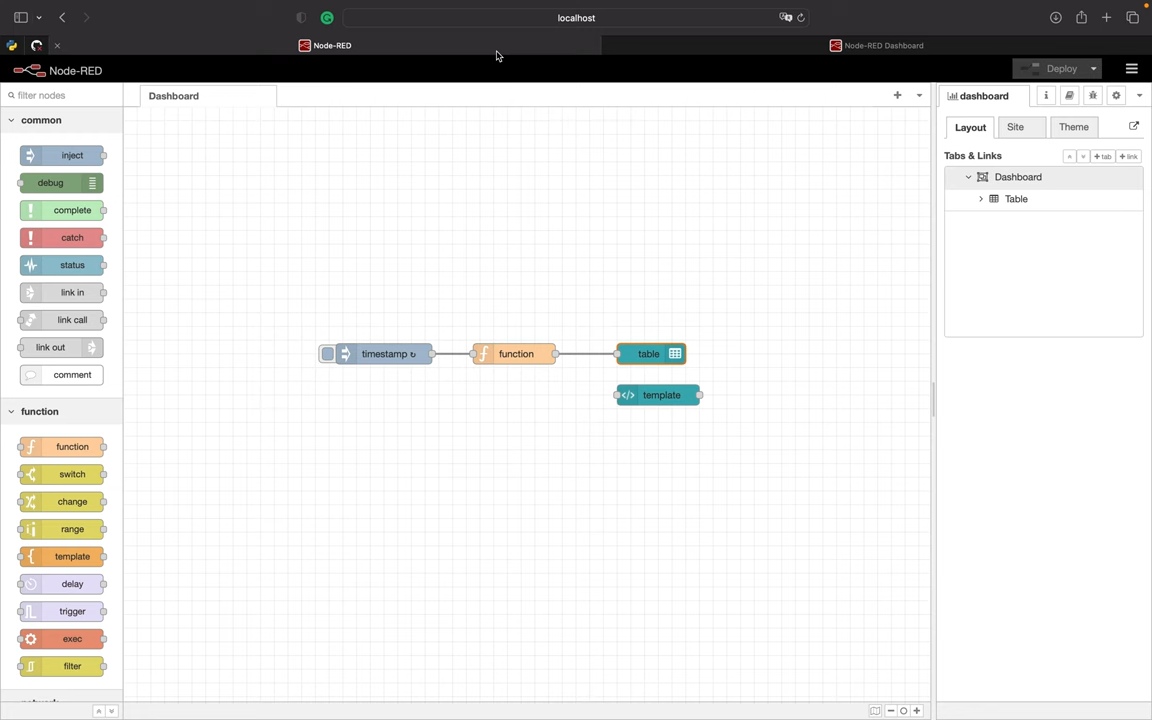 localhost
Node-RED
Node-RED Dashboard
Node-RED
Deploy
filter nodes
Dashboard
dashboard
common
Layout
Site
Theme
inject
Tabs & Links
tab
link
debug
Dashboard
complete
Table
catch
status
link in
link call
timestamp ↻
function
table
link out
comment
template
function
function
switch
change
range
template
delay
trigger
exec
filter